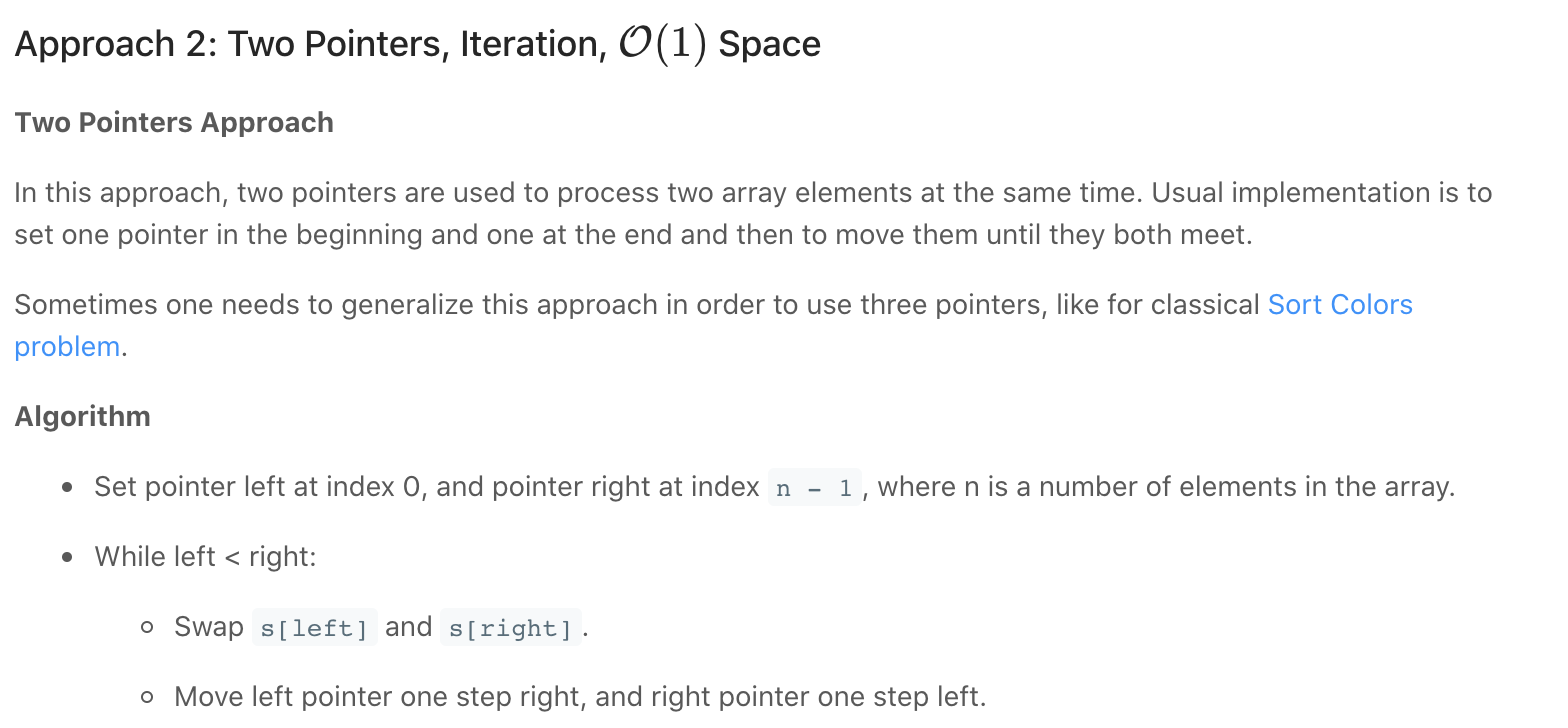 Approach 2: Two Pointers, Iteration, 𝒪(1) Space
Two Pointers Approach
In this approach, two pointers are used to process two array elements at the same time. Usual implementation is to
set one pointer in the beginning and one at the end and then to move them until they both meet.
Sometimes one needs to generalize this approach in order to use three pointers, like for classical Sort Colors
problem.
Algorithm
• Set pointer left at index 0, and pointer right at index n - 1, where n is a number of elements in the array.
• While left < right:
○ Swap s[left] and s[right].
○ Move left pointer one step right, and right pointer one step left.